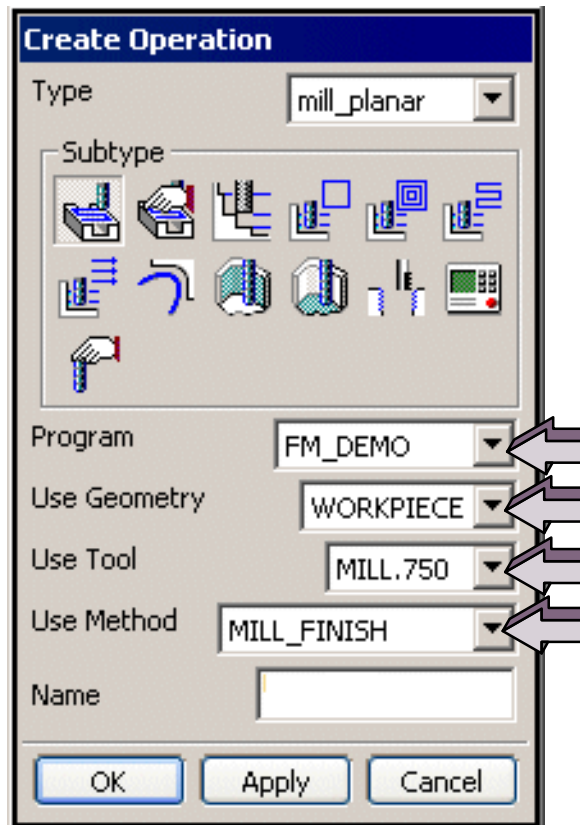 Create Operation
Type mill_planar
Subtype
Program FM_DEMO
Use Geometry WORKPIECE
Use Tool MILL.750
Use Method MILL_FINISH
Name
OK Apply Cancel